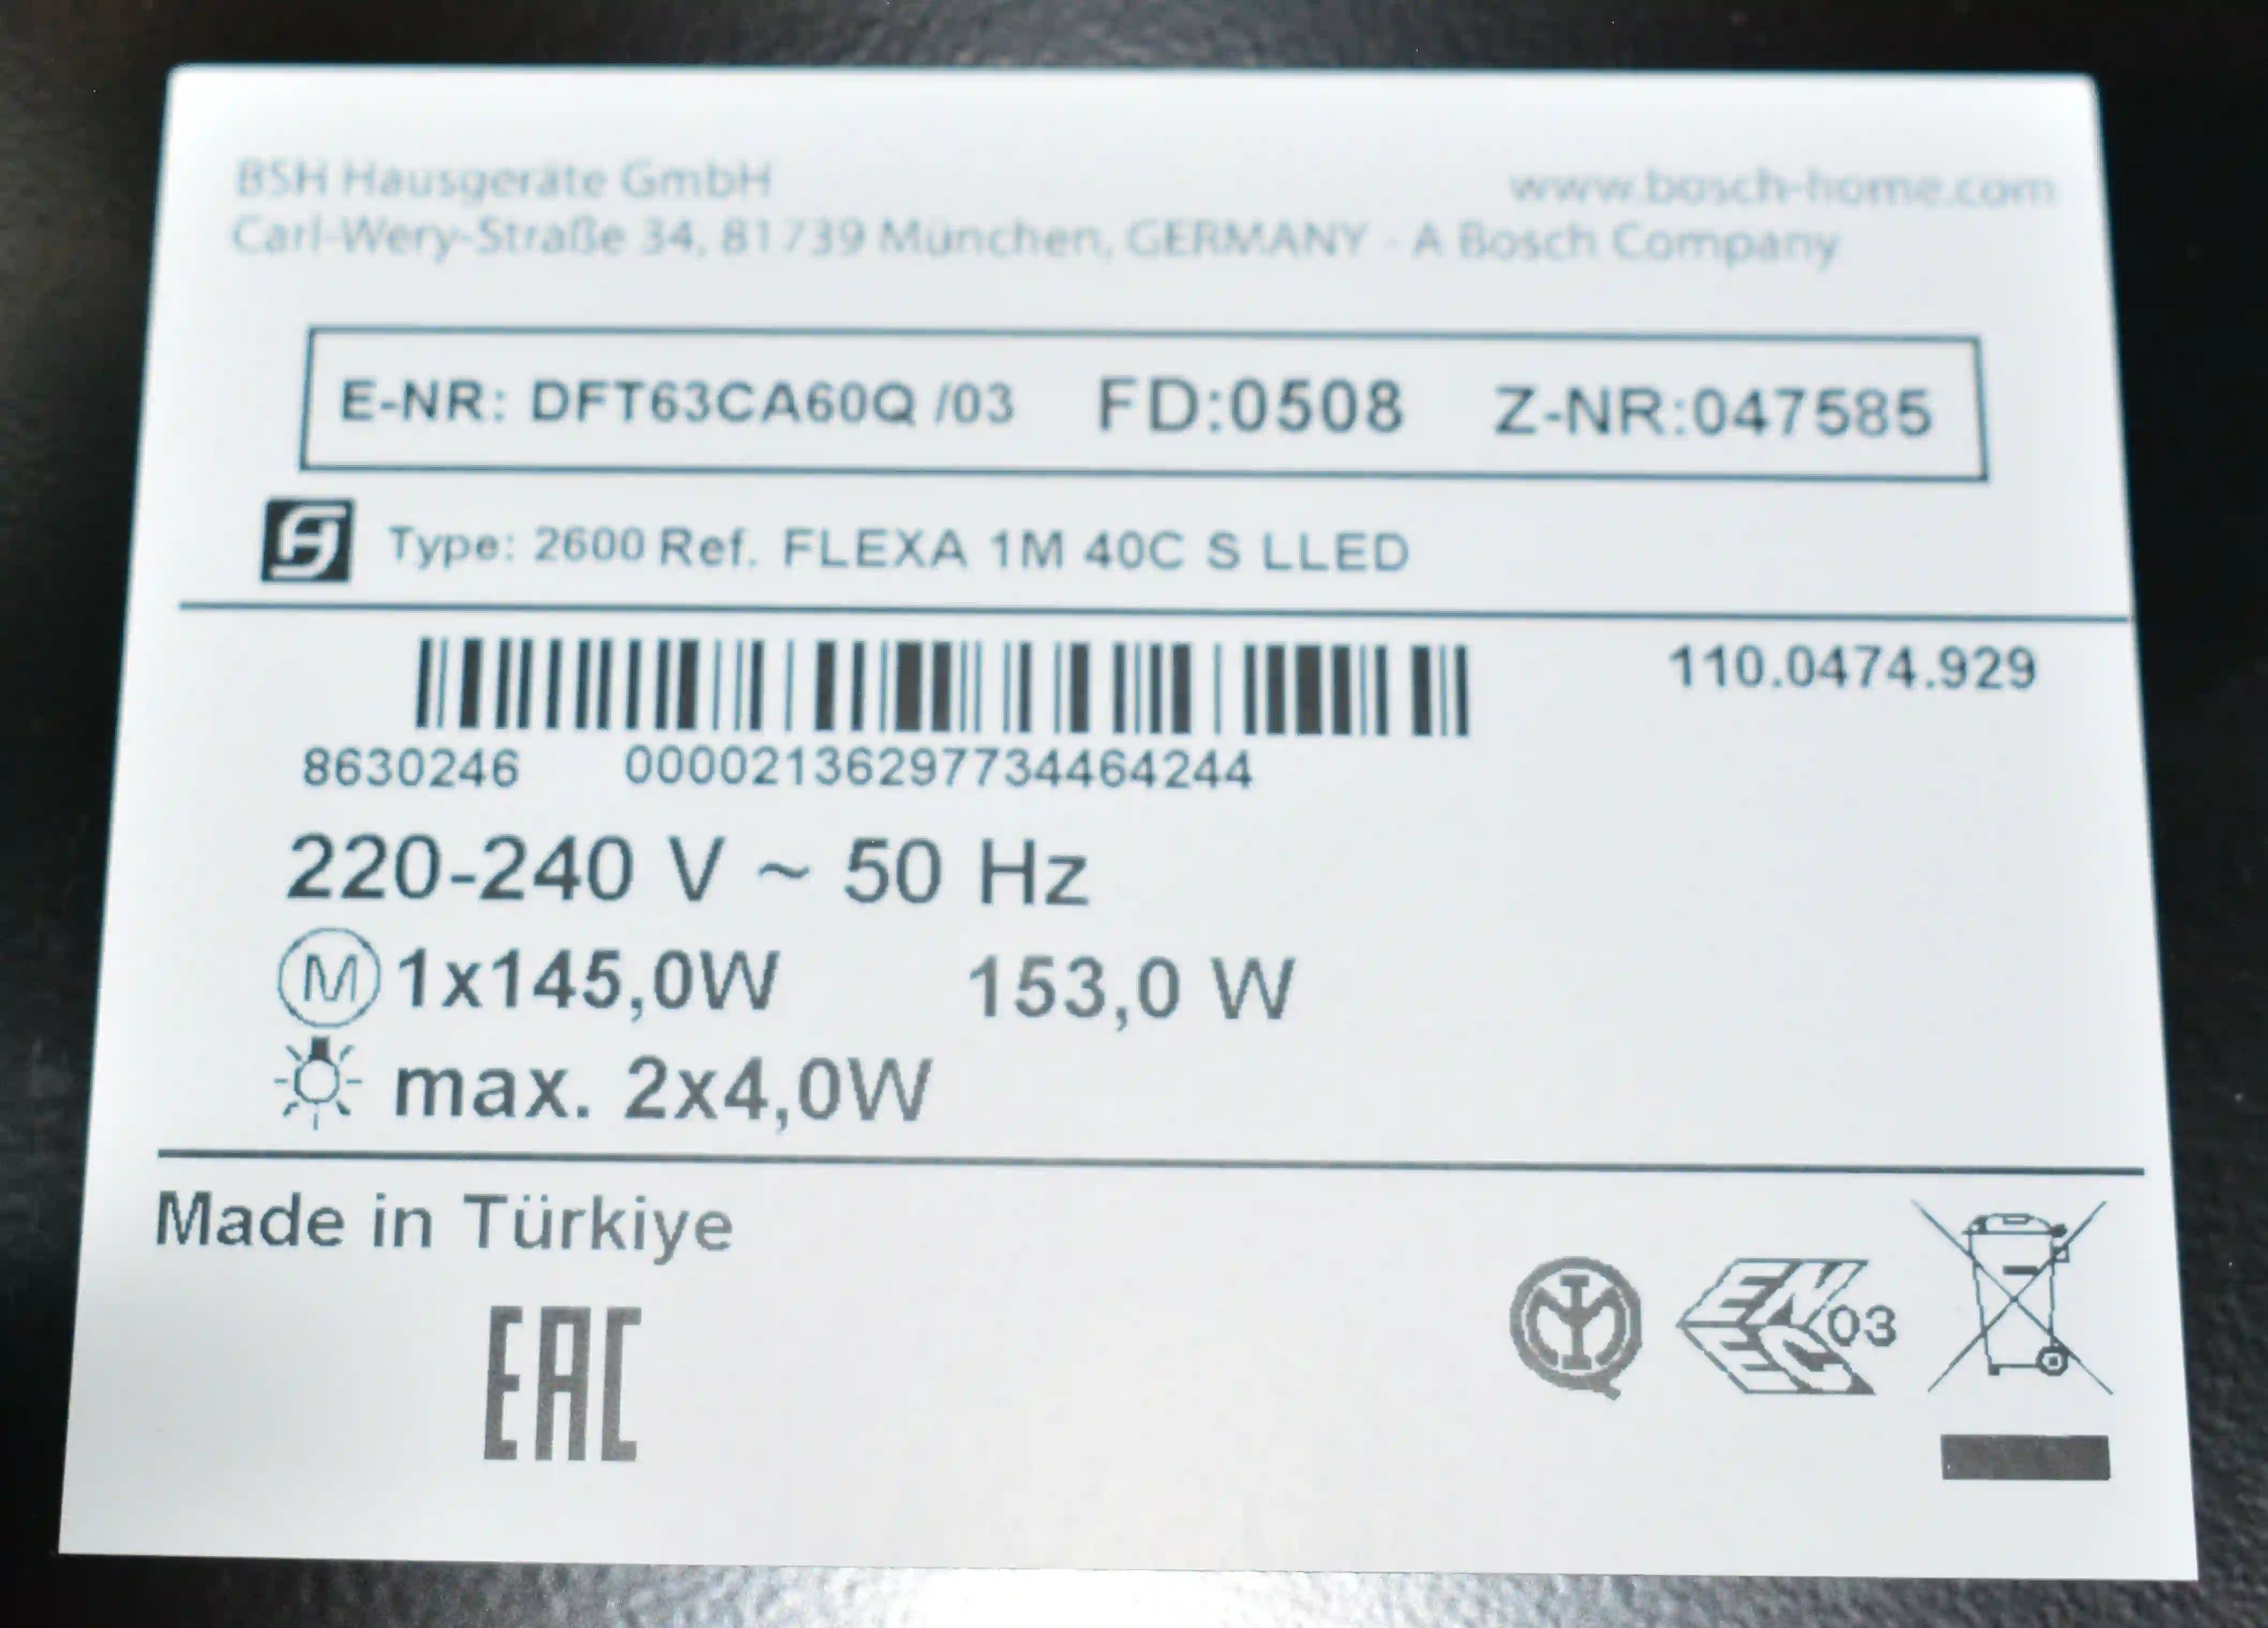 BSH Hausgeräte GmbH www.bosch-home.com
Carl-Wery-Straße 34, 81739 München, GERMANY - A Bosch Company
E-NR: DFT63CA60Q /03 FD:0508 Z-NR:047585
Type: 2600 Ref. FLEXA 1M 40C S LLED
110.0474.929
8630246 00002136297734464244
220-240 V ~ 50 Hz
M 1x145,0W 153,0 W
max. 2x4,0W
Made in Türkiye
EAC
EN EC 03